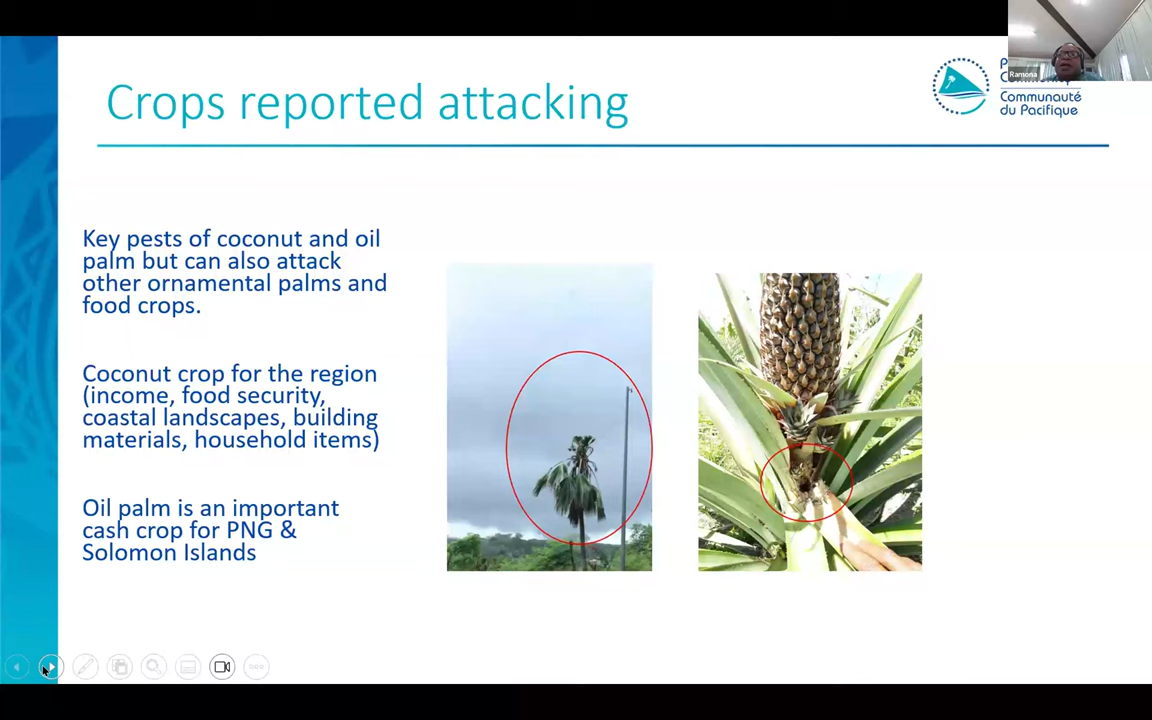 Crops reported attacking
Ramona
Communauté
du Pacifique
Key pests of coconut and oil
palm but can also attack
other ornamental palms and
food crops.
Coconut crop for the region
(income, food security,
coastal landscapes, building
materials, household items)
Oil palm is an important
cash crop for PNG &
Solomon Islands